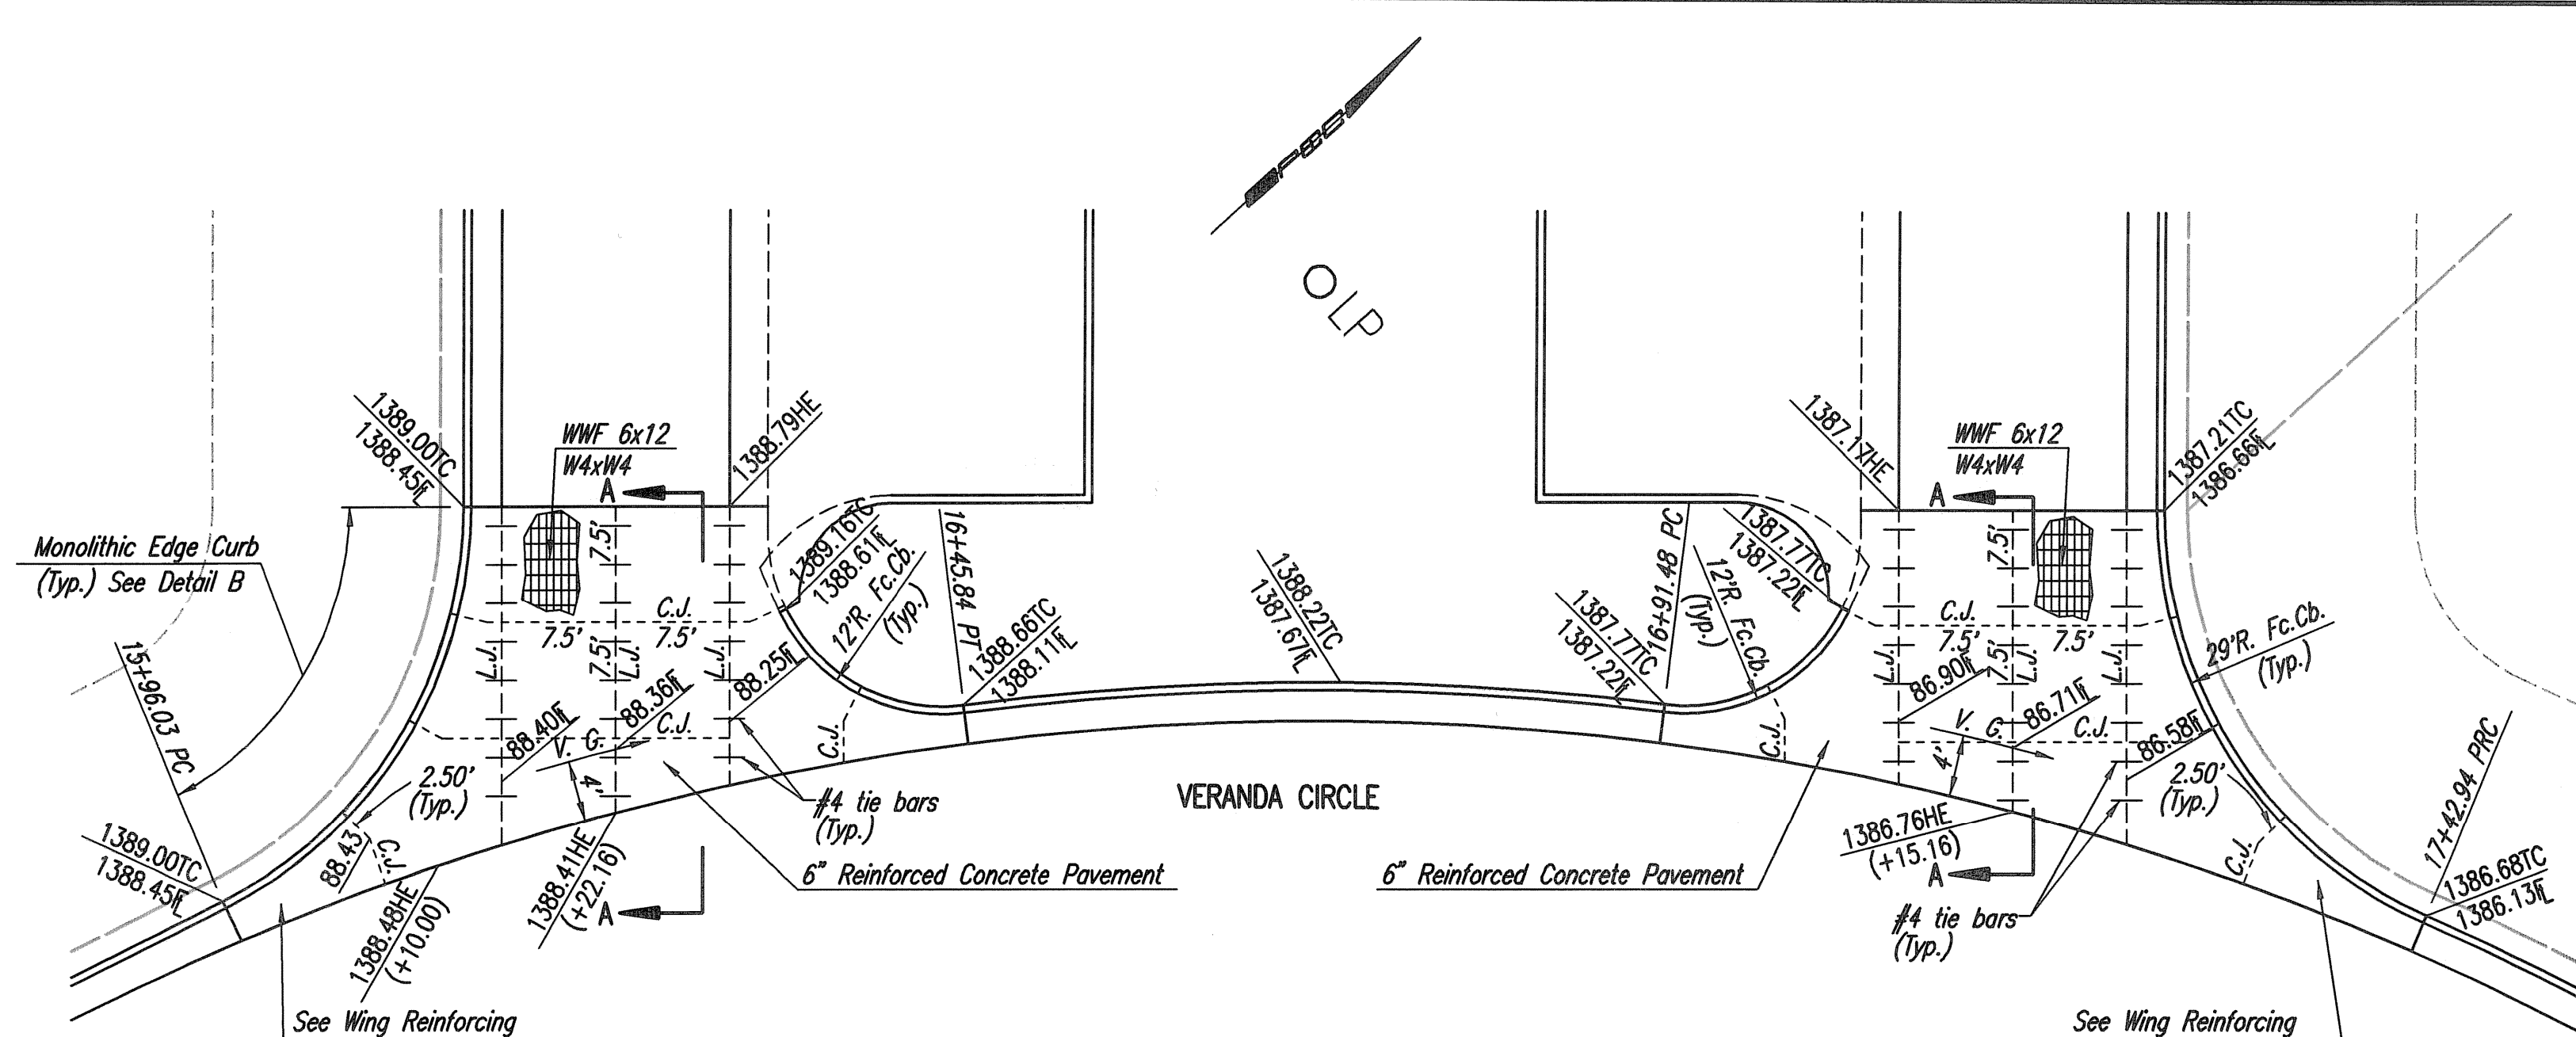 OLP
1389.00TC
1388.45FL
WWF 6x12
W4xW4
A
1388.79HE
Monolithic Edge Curb
(Typ.) See Detail B
7.5'
C.J.
7.5'
7.5'
7.5'
L.J.
L.J.
L.J.
1389.16TC
1388.61FL
12'R. Fc.Cb.
(Typ.)
16+45.84 PT
1388.66TC
1388.11FL
88.25FL
88.36FL
88.40FL
V. G.
C.J.
4'
C.J.
15+96.03 PC
2.50'
(Typ.)
88.43
C.J.
1389.00TC
1388.45FL
1388.48HE
(+10.00)
1388.41HE
(+22.16)
A
#4 tie bars
(Typ.)
6" Reinforced Concrete Pavement
See Wing Reinforcing
1388.22TC
1387.67FL
VERANDA CIRCLE
1387.77TC
1387.22FL
16+91.48 PC
12'R. Fc.Cb.
(Typ.)
1387.77TC
1387.22FL
1387.17HE
WWF 6x12
W4xW4
A
1387.21TC
1386.66FL
7.5'
C.J.
7.5'
7.5'
7.5'
L.J.
L.J.
L.J.
86.90FL
86.71FL
V. G.
C.J.
4'
86.58FL
C.J.
29'R. Fc.Cb.
(Typ.)
2.50'
(Typ.)
C.J.
17+42.94 PRC
1386.68TC
1386.13FL
1386.76HE
(+15.16)
A
6" Reinforced Concrete Pavement
#4 tie bars
(Typ.)
See Wing Reinforcing